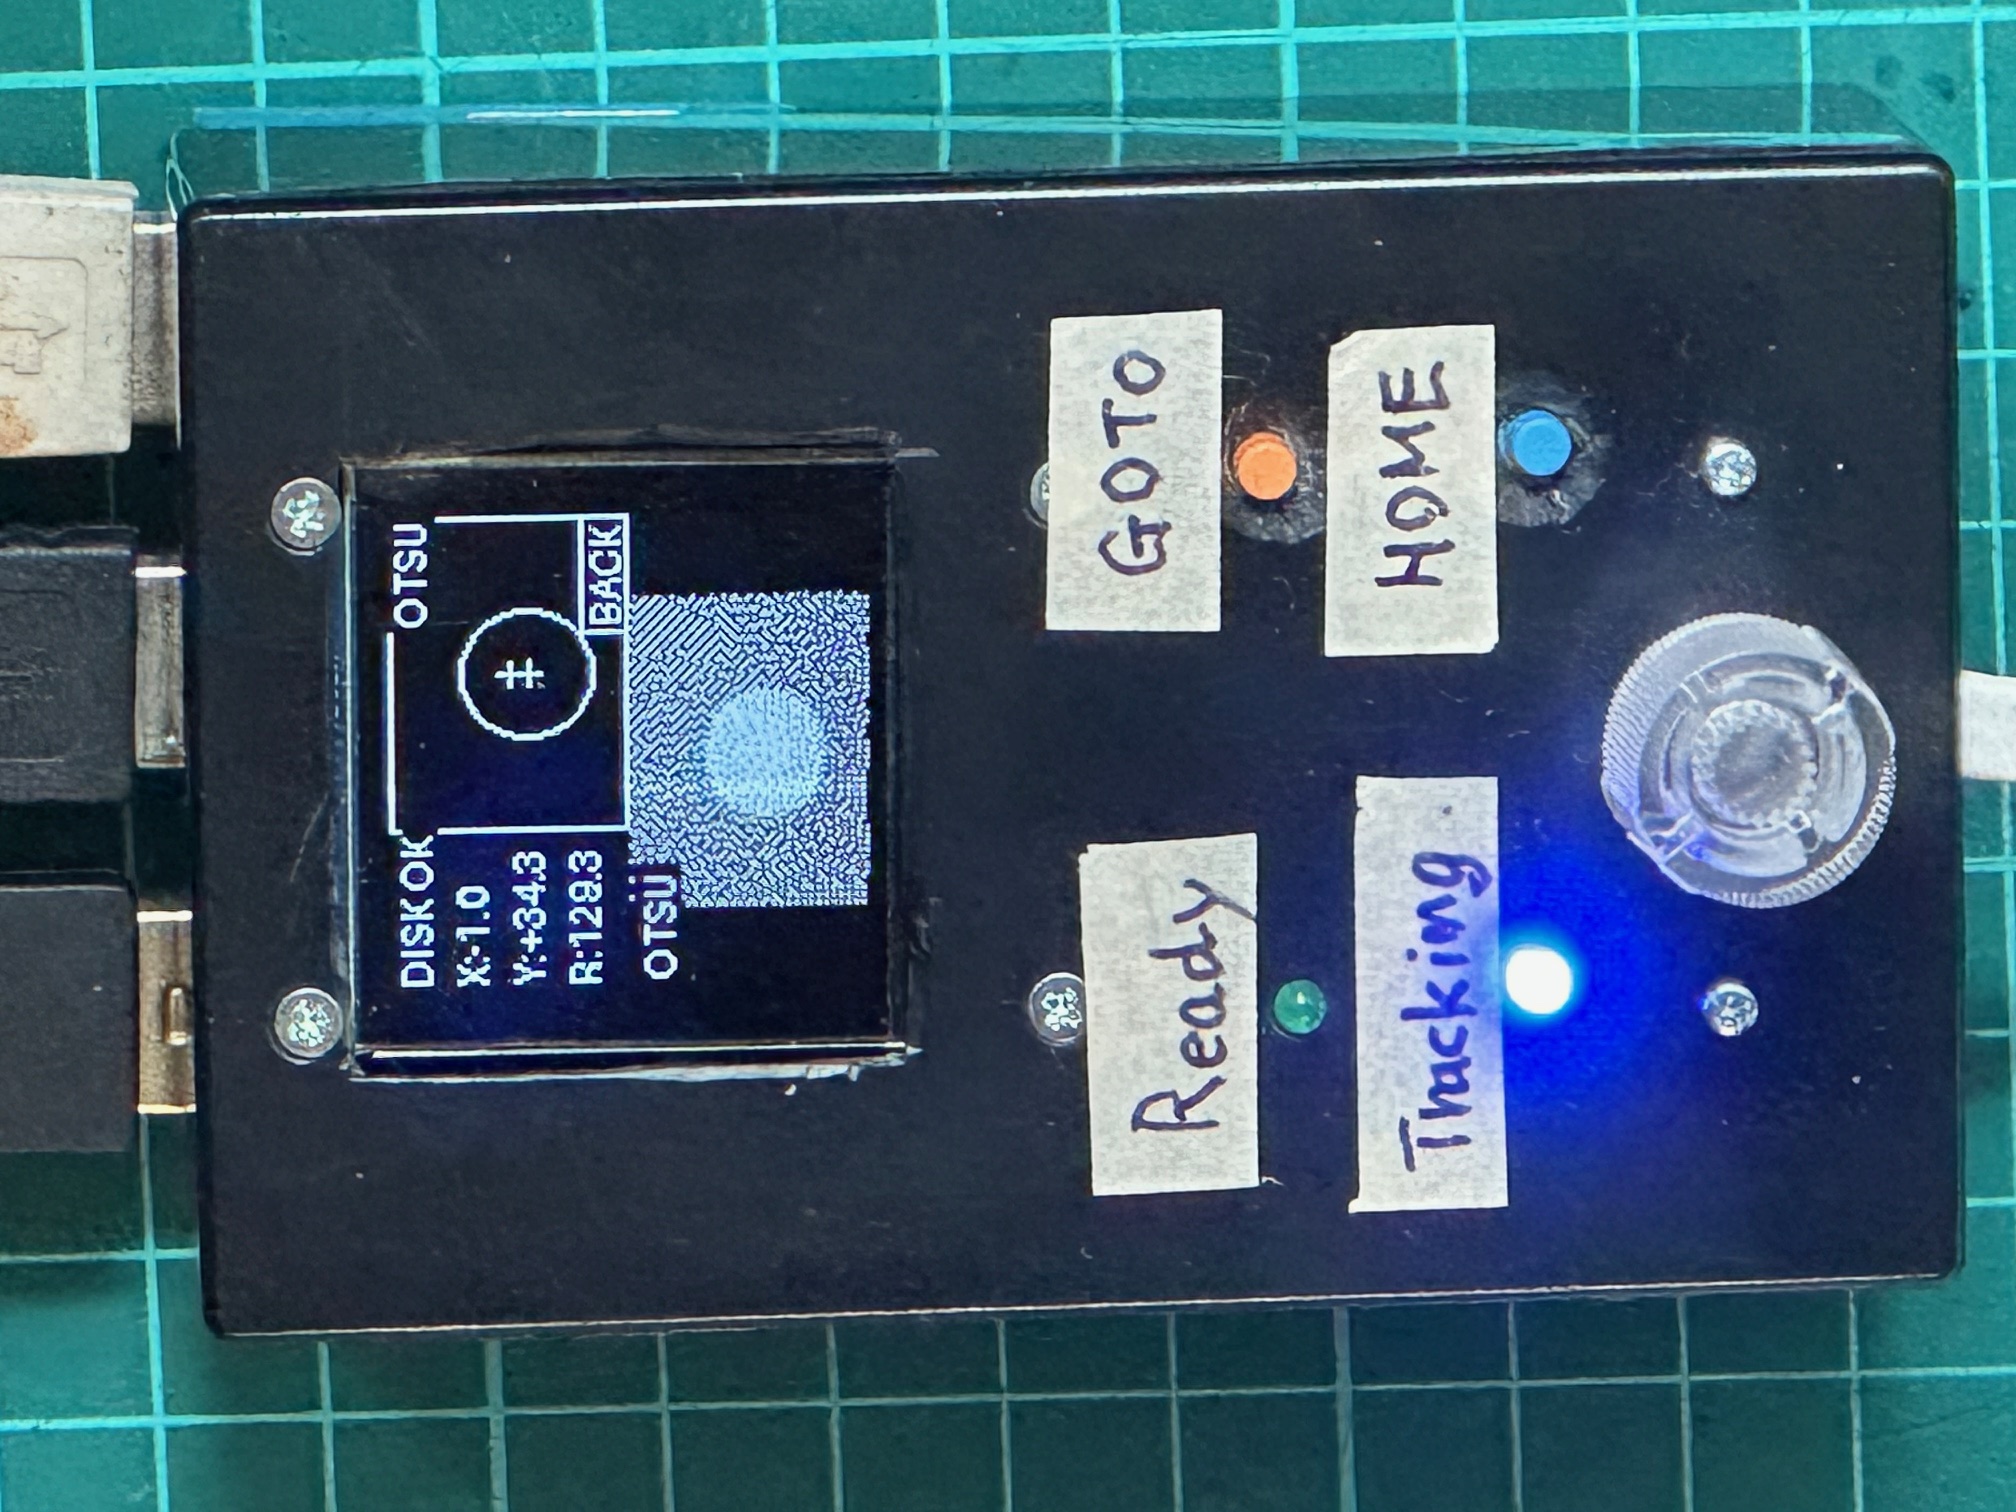 DISK OK
OTSU
X:-1.0
Y:+34.3
R:128.3
BACK
OTSU
Ready
GOTO
Tracking
HOME